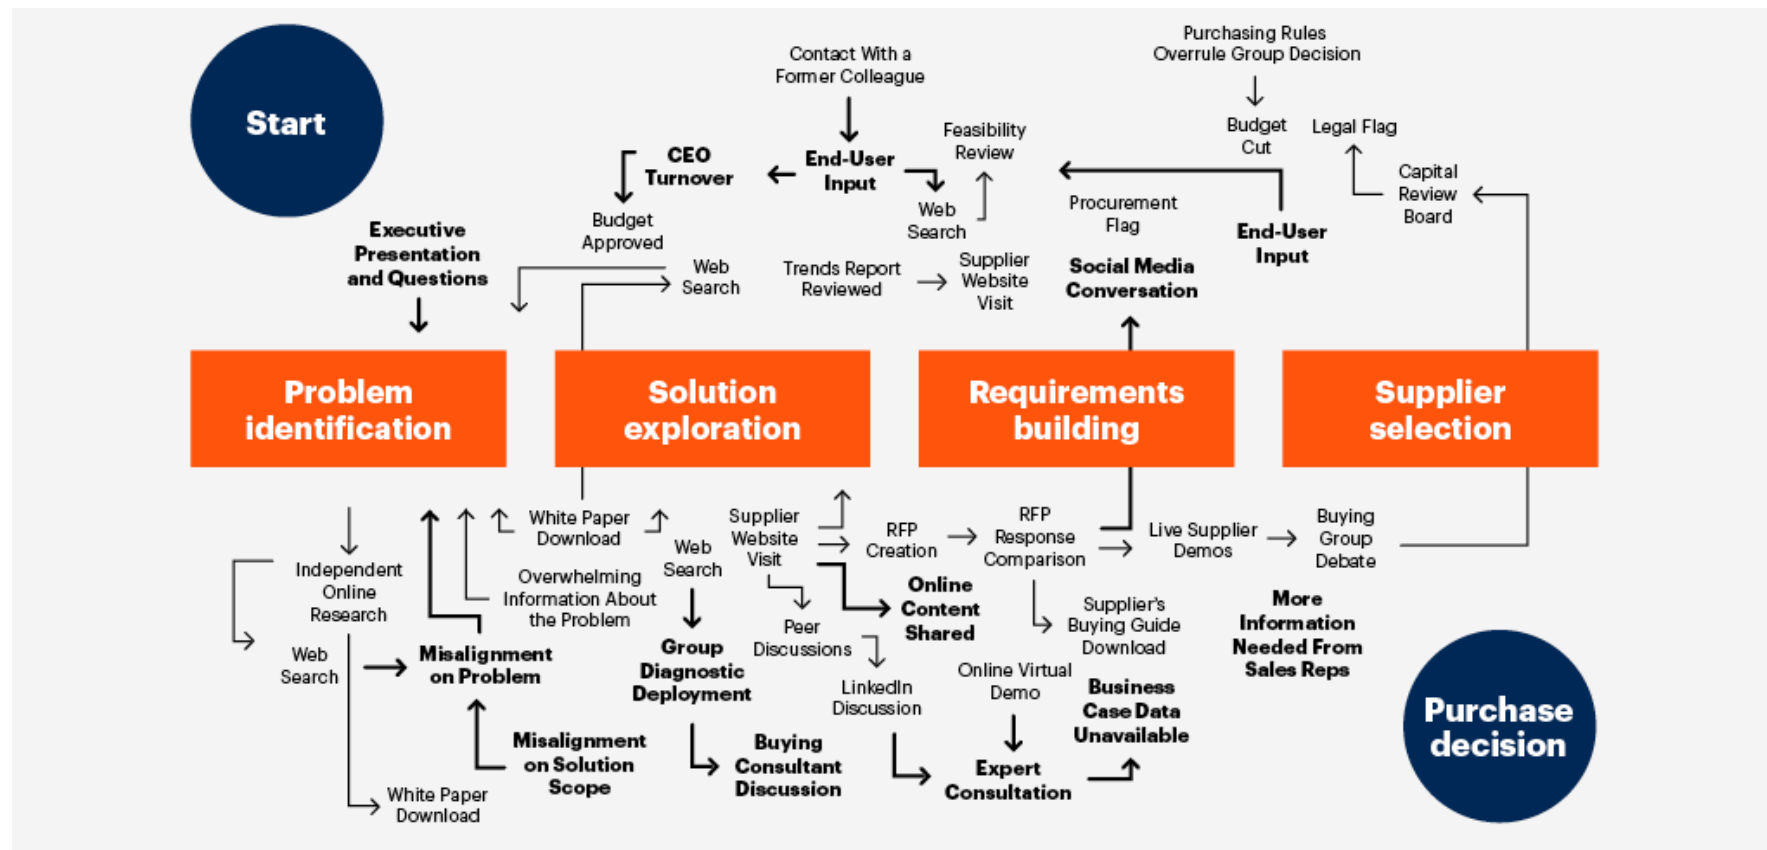 Start
Contact With a
Former Colleague
Purchasing Rules
Overrule Group Decision
Budget
Cut
Legal Flag
Feasibility
Review
CEO
Turnover
End-User
Input
Capital
Review
Board
Web
Search
Procurement
Flag
Budget
Approved
End-User
Input
Executive
Presentation
and Questions
Web
Search
Trends Report
Reviewed
Supplier
Website
Visit
Social Media
Conversation
Problem
identification
Solution
exploration
Requirements
building
Supplier
selection
White Paper
Download
Web
Search
Supplier
Website
Visit
RFP
Creation
RFP
Response
Comparison
Live Supplier
Demos
Buying
Group
Debate
Independent
Online
Research
Overwhelming
Information About
the Problem
Online
Content
Shared
Supplier's
Buying Guide
Download
More
Information
Needed From
Sales Reps
Peer
Discussions
Web
Search
Misalignment
on Problem
Group
Diagnostic
Deployment
LinkedIn
Discussion
Online Virtual
Demo
Business
Case Data
Unavailable
Purchase
decision
Misalignment
on Solution
Scope
Buying
Consultant
Discussion
Expert
Consultation
White Paper
Download